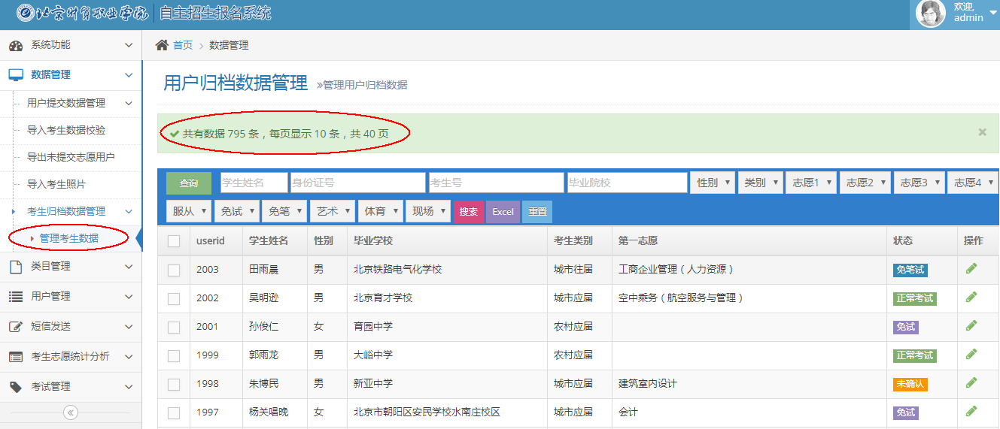 北京财贸职业学院 自主招生报名系统
欢迎,
admin
系统功能
首页 > 数据管理
数据管理
用户归档数据管理 »管理用户归档数据
用户提交数据管理
导入考生数据校验
共有数据 795 条，每页显示 10 条，共 40 页
×
导出未提交志愿用户
导入考生照片
查询 学生姓名 身份证号 考生号 毕业院校 性别 类别 志愿1 志愿2 志愿3 志愿4
考生归档数据管理
服从 免试 免笔 艺术 体育 现场 搜索 Excel 重置
管理考生数据
userid 学生姓名 性别 毕业学校 考生类别 第一志愿 状态 操作
类目管理
2003 田雨晨 男 北京铁路电气化学校 城市往届 工商企业管理（人力资源） 免笔试
用户管理
2002 吴明逊 男 北京育才学校 城市应届 空中乘务（航空服务与管理） 正常考试
短信发送
2001 孙俊仁 女 育园中学 农村应届 免试
考生志愿统计分析
1999 郭雨龙 男 大峪中学 农村应届 正常考试
考试管理
1998 朱博民 男 新亚中学 城市应届 建筑室内设计 未确认
«
1997 杨关唱晚 女 北京市朝阳区安民学校水南庄校区 城市应届 会计 免试